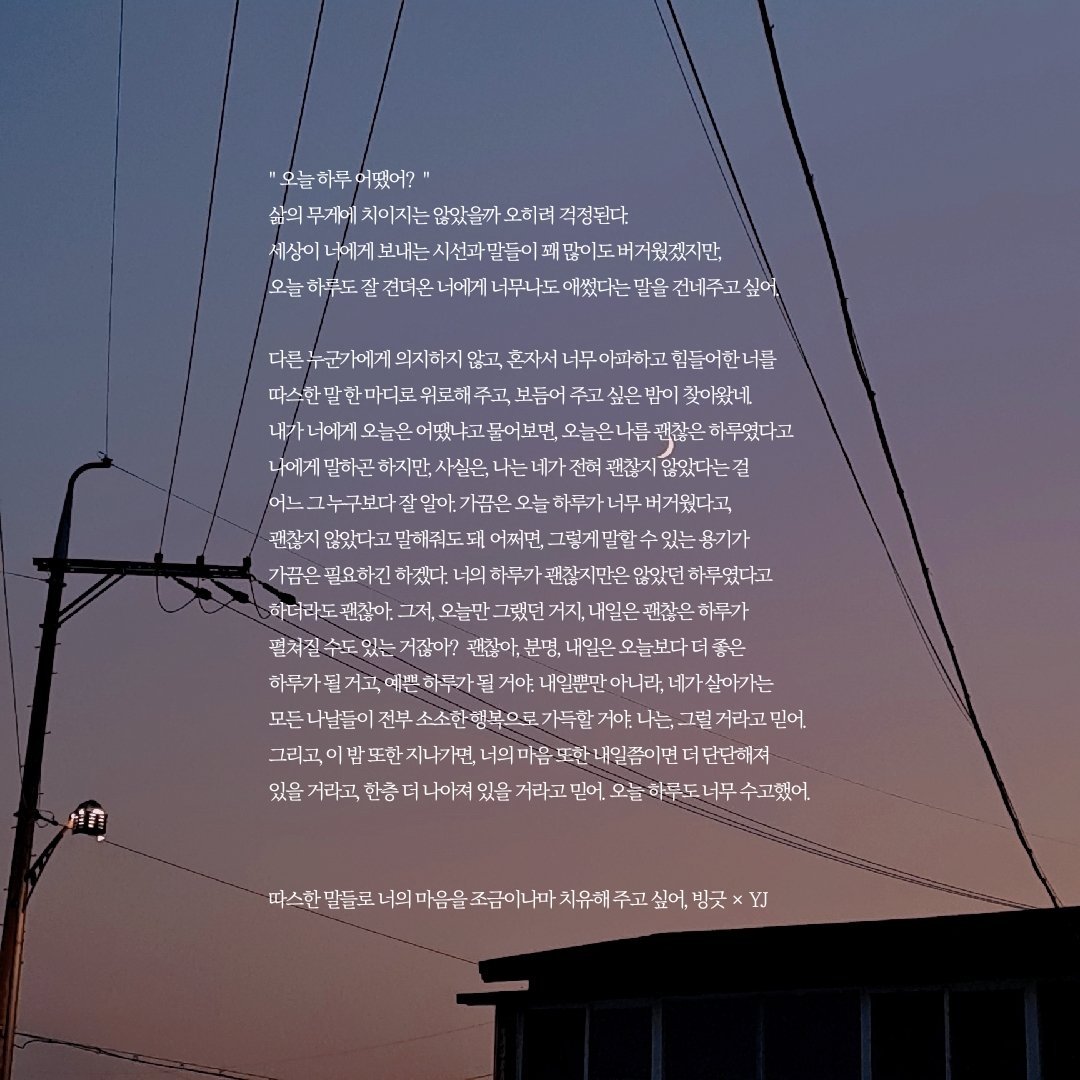 " 오늘 하루 어땠어? "
삶의 무게에 치이지는 않았을까 오히려 걱정된다.
세상이 너에게 보내는 시선과 말들이 꽤 많이도 버거웠겠지만,
오늘 하루도 잘 견뎌온 너에게 너무나도 애썼다는 말을 건네주고 싶어.
다른 누군가에게 의지하지 않고, 혼자서 너무 아파하고 힘들어한 너를
따스한 말 한 마디로 위로해 주고, 보듬어 주고 싶은 밤이 찾아왔네.
내가 너에게 오늘은 어땠냐고 물어보면, 오늘은 나름 괜찮은 하루였다고
나에게 말하곤 하지만, 사실은, 나는 네가 전혀 괜찮지 않았다는 걸
어느 그 누구보다 잘 알아. 가끔은 오늘 하루가 너무 버거웠다고,
괜찮지 않았다고 말해줘도 돼. 어쩌면, 그렇게 말할 수 있는 용기가
가끔은 필요하긴 하겠다. 너의 하루가 괜찮지만은 않았던 하루였다고
하더라도 괜찮아. 그저, 오늘만 그랬던 거지, 내일은 괜찮은 하루가
펼쳐질 수도 있는 거잖아? 괜찮아, 분명, 내일은 오늘보다 더 좋은
하루가 될 거고, 예쁜 하루가 될 거야. 내일뿐만 아니라, 네가 살아가는
모든 나날들이 전부 소소한 행복으로 가득할 거야. 나는, 그럴 거라고 믿어.
그리고, 이 밤 또한 지나가면, 너의 마음 또한 내일쯤이면 더 단단해져
있을 거라고, 한층 더 나아져 있을 거라고 믿어. 오늘 하루도 너무 수고했어.
따스한 말들로 너의 마음을 조금이나마 치유해 주고 싶어, 빙긋 × YJ